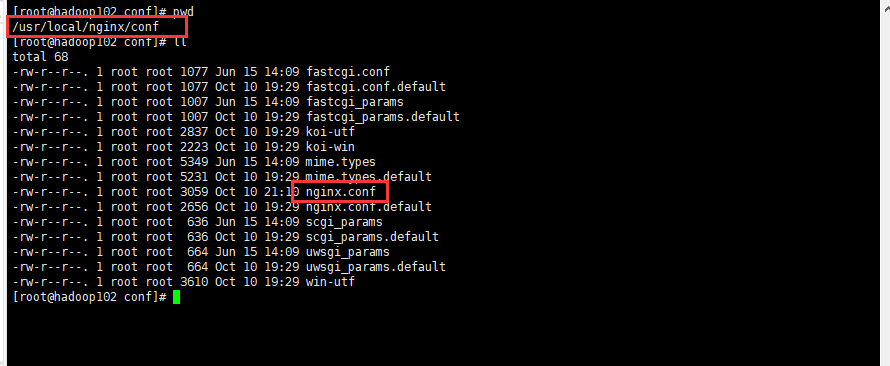 [root@hadoop102 conf]# pwd
/usr/local/nginx/conf
[root@hadoop102 conf]# ll
total 68
-rw-r--r--. 1 root root 1077 Jun 15 14:09 fastcgi.conf
-rw-r--r--. 1 root root 1077 Oct 10 19:29 fastcgi.conf.default
-rw-r--r--. 1 root root 1007 Jun 15 14:09 fastcgi_params
-rw-r--r--. 1 root root 1007 Oct 10 19:29 fastcgi_params.default
-rw-r--r--. 1 root root 2837 Oct 10 19:29 koi-utf
-rw-r--r--. 1 root root 2223 Oct 10 19:29 koi-win
-rw-r--r--. 1 root root 5349 Jun 15 14:09 mime.types
-rw-r--r--. 1 root root 5231 Oct 10 19:29 mime.types.default
-rw-r--r--. 1 root root 3059 Oct 10 21:10 nginx.conf
-rw-r--r--. 1 root root 2656 Oct 10 19:29 nginx.conf.default
-rw-r--r--. 1 root root  636 Jun 15 14:09 scgi_params
-rw-r--r--. 1 root root  636 Oct 10 19:29 scgi_params.default
-rw-r--r--. 1 root root  664 Jun 15 14:09 uwsgi_params
-rw-r--r--. 1 root root  664 Oct 10 19:29 uwsgi_params.default
-rw-r--r--. 1 root root 3610 Oct 10 19:29 win-utf
[root@hadoop102 conf]#